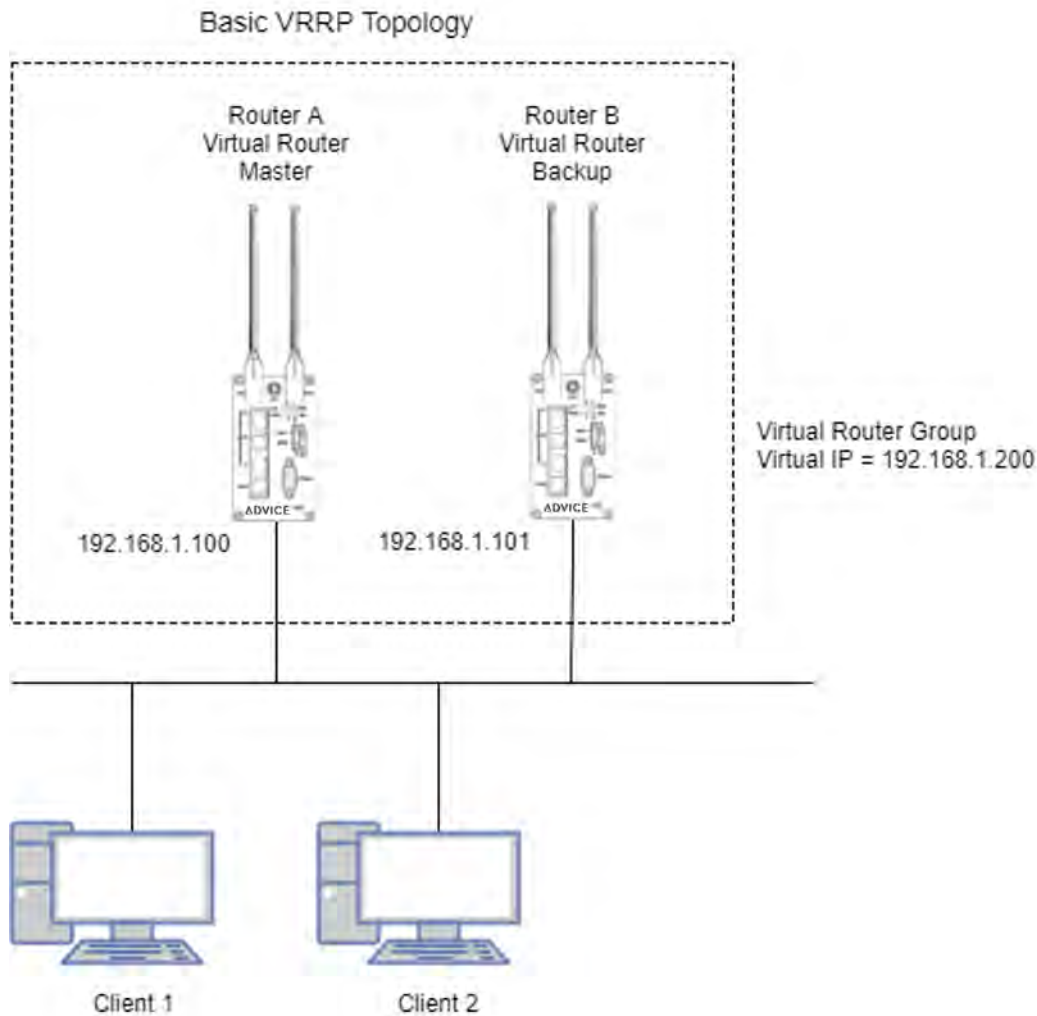 Basic VRRP Topology
Router A
Virtual Router
Master
Router B
Virtual Router
Backup
ADVICE
ADVICE
192.168.1.100
192.168.1.101
Virtual Router Group
Virtual IP = 192.168.1.200
Client 1
Client 2